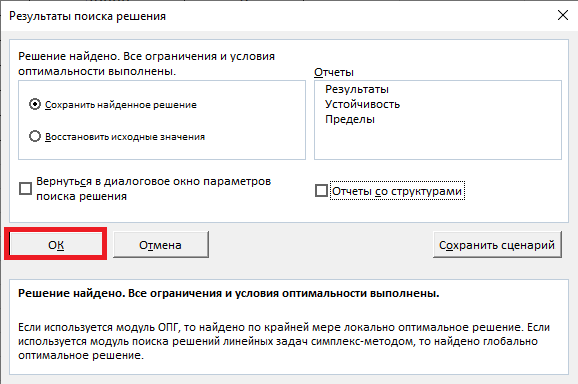 Результаты поиска решения
Решение найдено. Все ограничения и условия
оптимальности выполнены.
Отчеты
Сохранить найденное решение
Восстановить исходные значения
Результаты
Устойчивость
Пределы
Вернуться в диалоговое окно параметров
поиска решения
Отчеты со структурами
ОК
Отмена
Сохранить сценарий
Решение найдено. Все ограничения и условия оптимальности выполнены.
Если используется модуль ОПГ, то найдено по крайней мере локально оптимальное решение. Если
используется модуль поиска решений линейных задач симплекс-методом, то найдено глобально
оптимальное решение.